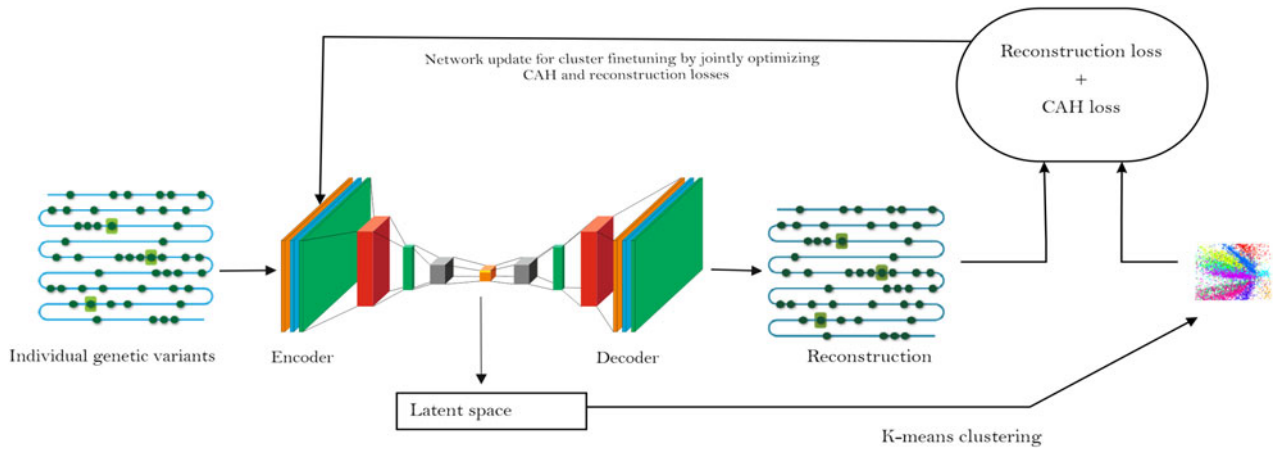 Network update for cluster finetuning by jointly optimizing
CAH and reconstruction losses
Reconstruction loss
+
CAH loss
Individual genetic variants
Encoder
Decoder
Reconstruction
Latent space
K-means clustering